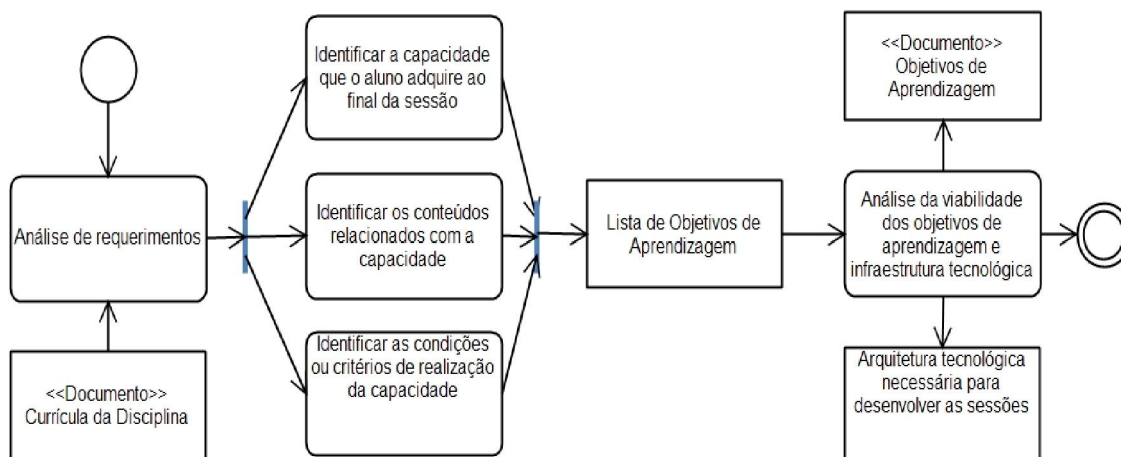 Análise de requerimentos
<<Documento>>
Currícula da Disciplina
Identificar a capacidade
que o aluno adquire ao
final da sessão
Identificar os conteúdos
relacionados com a
capacidade
Identificar as condições
ou critérios de realização
da capacidade
Lista de Objetivos de
Aprendizagem
<<Documento>>
Objetivos de
Aprendizagem
Análise da viabilidade
dos objetivos de
aprendizagem e
infraestrutura tecnológica
Arquitetura tecnológica
necessária para
desenvolver as sessões